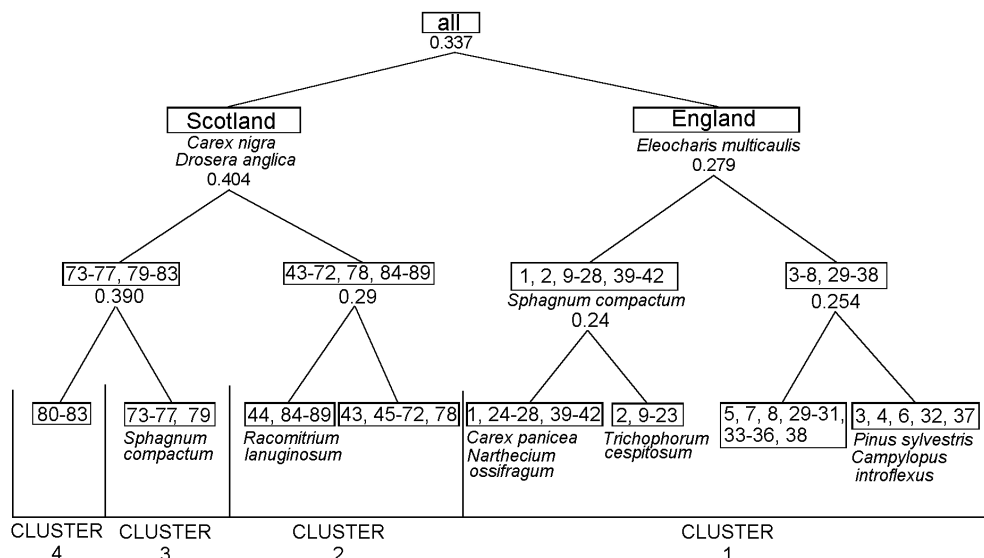 all
0.337
Scotland
Carex nigra
Drosera anglica
0.404
England
Eleocharis multicaulis
0.279
73-77, 79-83
0.390
43-72, 78, 84-89
0.29
1, 2, 9-28, 39-42
Sphagnum compactum
0.24
3-8, 29-38
0.254
80-83
73-77, 79
Sphagnum
compactum
44, 84-89
Racomitrium
lanuginosum
43, 45-72, 78
1, 24-28, 39-42
Carex panicea
Narthecium
ossifragum
2, 9-23
Trichophorum
cespitosum
5, 7, 8, 29-31,
33-36, 38
3, 4, 6, 32, 37
Pinus sylvestris
Campylopus
introflexus
CLUSTER
4
CLUSTER
3
CLUSTER
2
CLUSTER
1